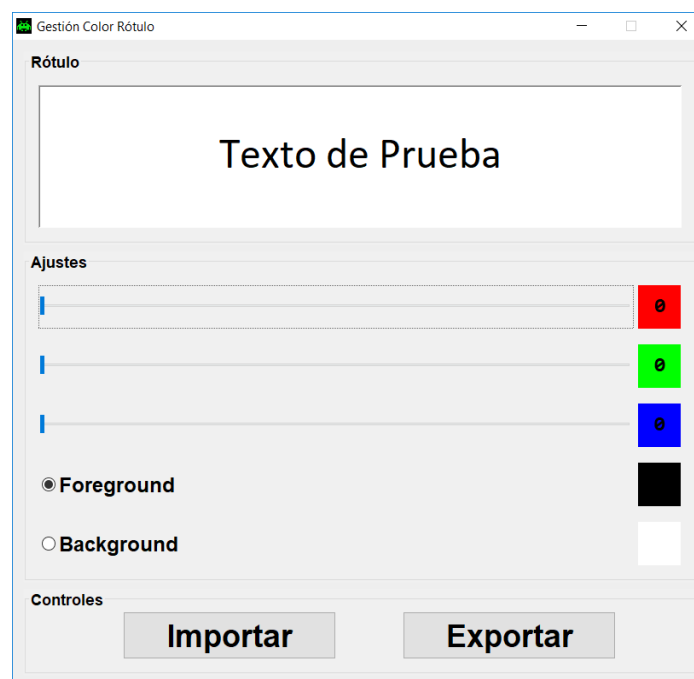 Gestión Color Rótulo
Rótulo
Texto de Prueba
Ajustes
0
0
0
Foreground
Background
Controles
Importar Exportar